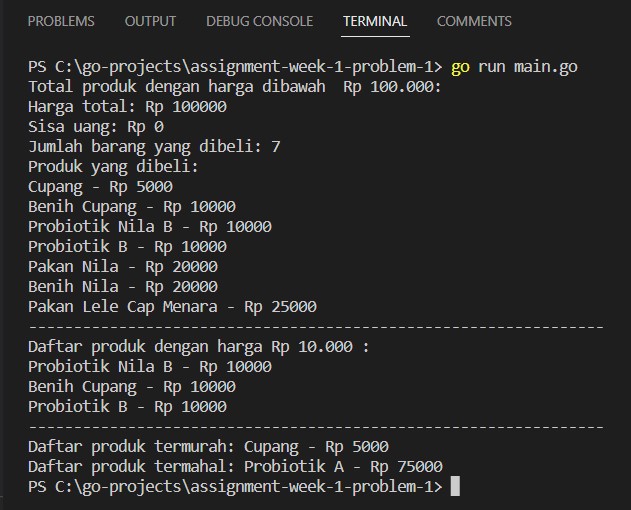 PROBLEMS OUTPUT DEBUG CONSOLE TERMINAL COMMENTS
PS C:\go-projects\assignment-week-1-problem-1> go run main.go
Total produk dengan harga dibawah  Rp 100.000:
Harga total: Rp 100000
Sisa uang: Rp 0
Jumlah barang yang dibeli: 7
Produk yang dibeli:
Cupang - Rp 5000
Benih Cupang - Rp 10000
Probiotik Nila B - Rp 10000
Probiotik B - Rp 10000
Pakan Nila - Rp 20000
Benih Nila - Rp 20000
Pakan Lele Cap Menara - Rp 25000
----------------------------------------------------------------
Daftar produk dengan harga Rp 10.000 :
Probiotik Nila B - Rp 10000
Benih Cupang - Rp 10000
Probiotik B - Rp 10000
----------------------------------------------------------------
Daftar produk termurah: Cupang - Rp 5000
Daftar produk termahal: Probiotik A - Rp 75000
PS C:\go-projects\assignment-week-1-problem-1>